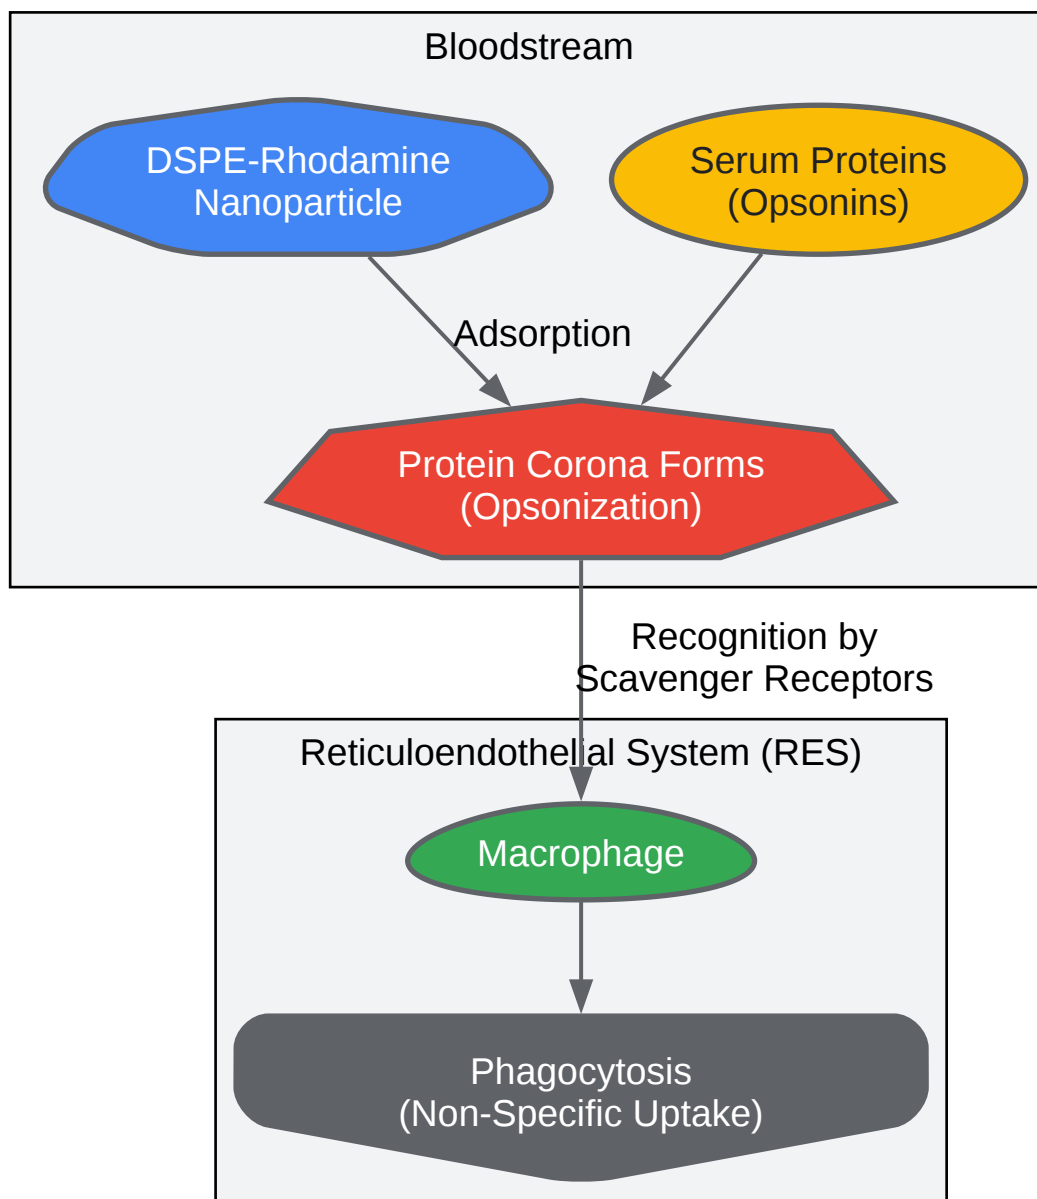 Bloodstream
DSPE-Rhodamine
Nanoparticle
Serum Proteins
(Opsonins)
Adsorption
Protein Corona Forms
(Opsonization)
Recognition by
Scavenger Receptors
Reticuloendothelial System (RES)
Macrophage
Phagocytosis
(Non-Specific Uptake)